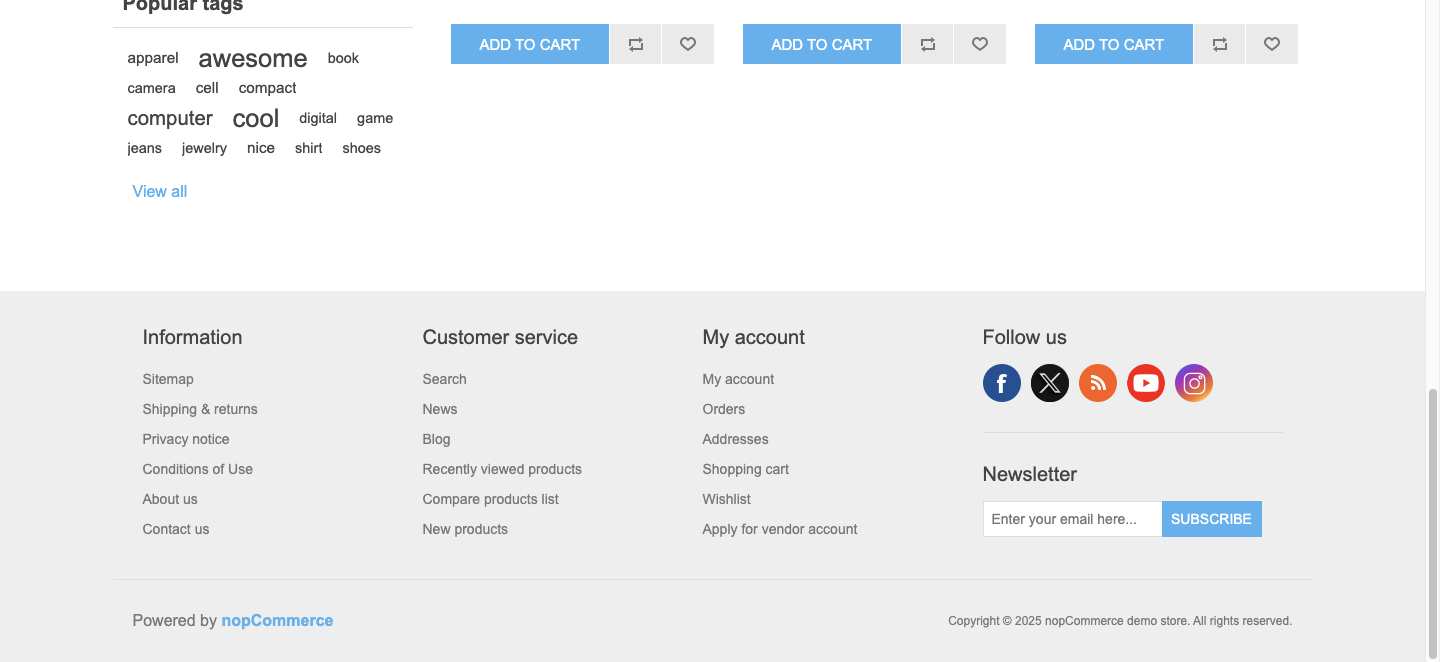 Popular tags
apparel awesome book
camera cell compact
computer cool digital game
jeans jewelry nice shirt shoes
View all
ADD TO CART ADD TO CART ADD TO CART
Information
Sitemap
Shipping & returns
Privacy notice
Conditions of Use
About us
Contact us
Customer service
Search
News
Blog
Recently viewed products
Compare products list
New products
My account
My account
Orders
Addresses
Shopping cart
Wishlist
Apply for vendor account
Follow us
Newsletter
Enter your email here... SUBSCRIBE
Powered by nopCommerce
Copyright © 2025 nopCommerce demo store. All rights reserved.